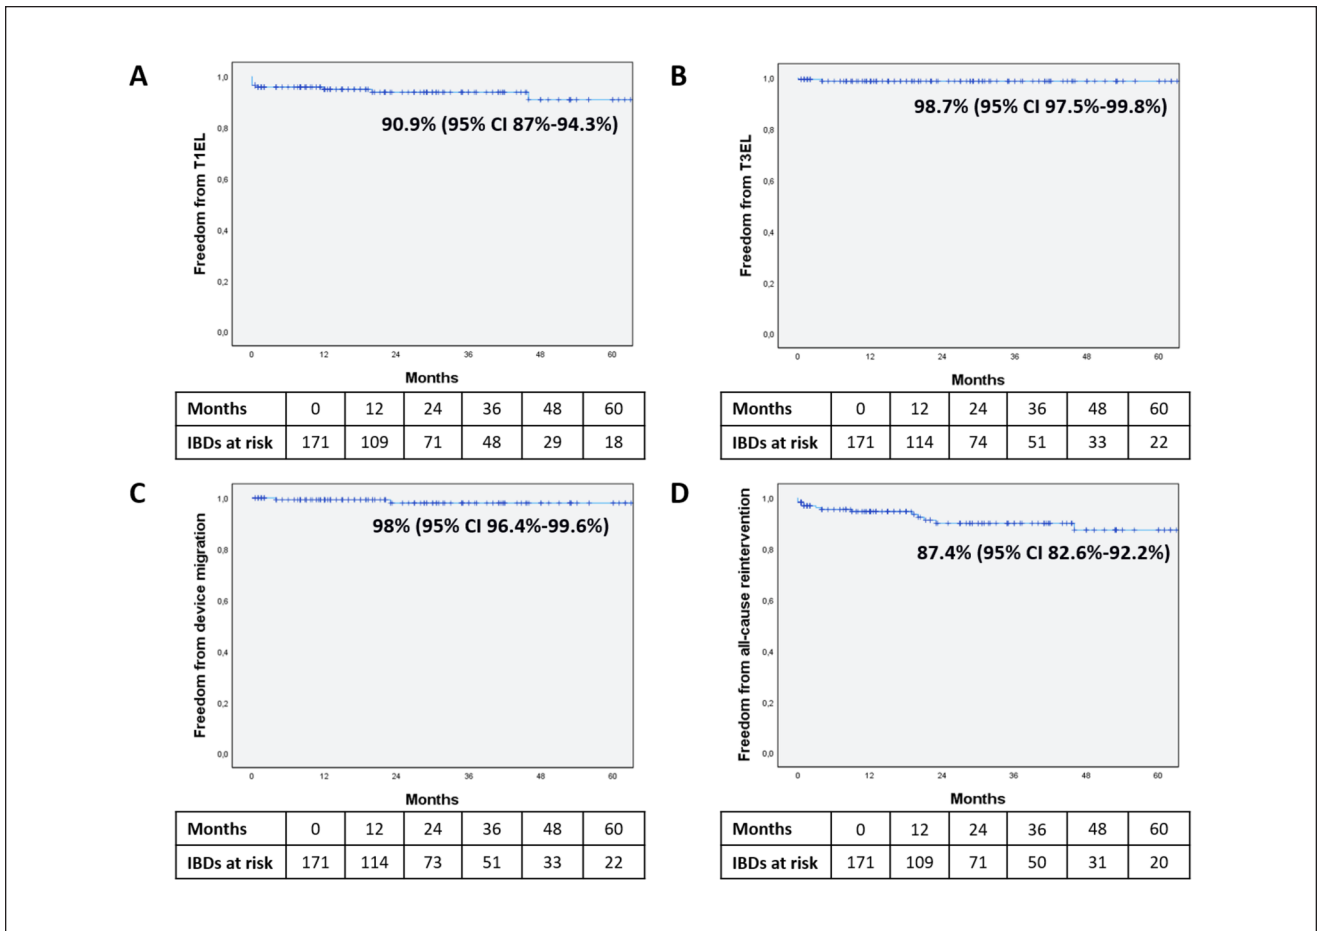 A
1,0
0,8
0,6
0,4
0,2
0,0
Freedom from T1EL
90.9% (95% CI 87%-94.3%)
0 12 24 36 48 60
Months
Months 0 12 24 36 48 60
IBDs at risk 171 109 71 48 29 18
B
1,0
0,8
0,6
0,4
0,2
0,0
Freedom from T3EL
98.7% (95% CI 97.5%-99.8%)
0 12 24 36 48 60
Months
Months 0 12 24 36 48 60
IBDs at risk 171 114 74 51 33 22
C
1,0
0,8
0,6
0,4
0,2
0,0
Freedom from device migration
98% (95% CI 96.4%-99.6%)
0 12 24 36 48 60
Months
Months 0 12 24 36 48 60
IBDs at risk 171 114 73 51 33 22
D
1,0
0,8
0,6
0,4
0,2
0,0
Freedom from all-cause reintervention
87.4% (95% CI 82.6%-92.2%)
0 12 24 36 48 60
Months
Months 0 12 24 36 48 60
IBDs at risk 171 109 71 50 31 20